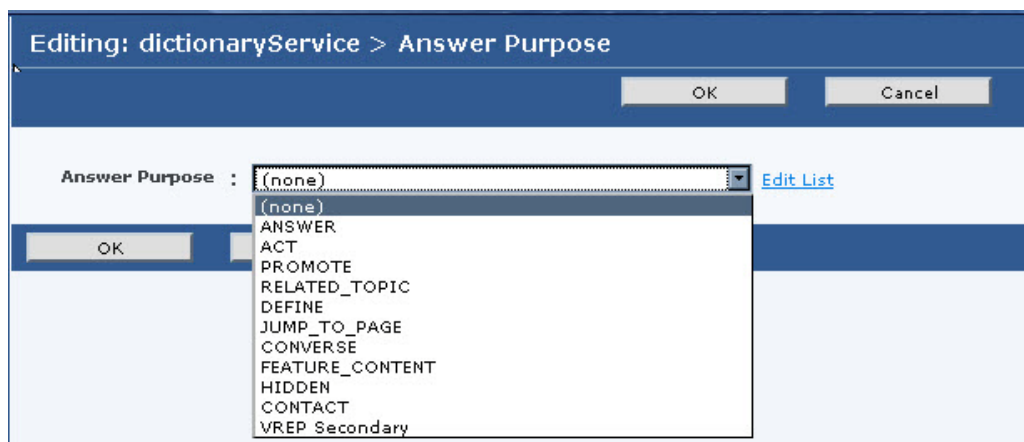 Editing: dictionaryService > Answer Purpose
OK Cancel
Answer Purpose : (none) Edit List
(none)
ANSWER
ACT
PROMOTE
RELATED_TOPIC
DEFINE
JUMP_TO_PAGE
CONVERSE
FEATURE_CONTENT
HIDDEN
CONTACT
VREP Secondary
OK